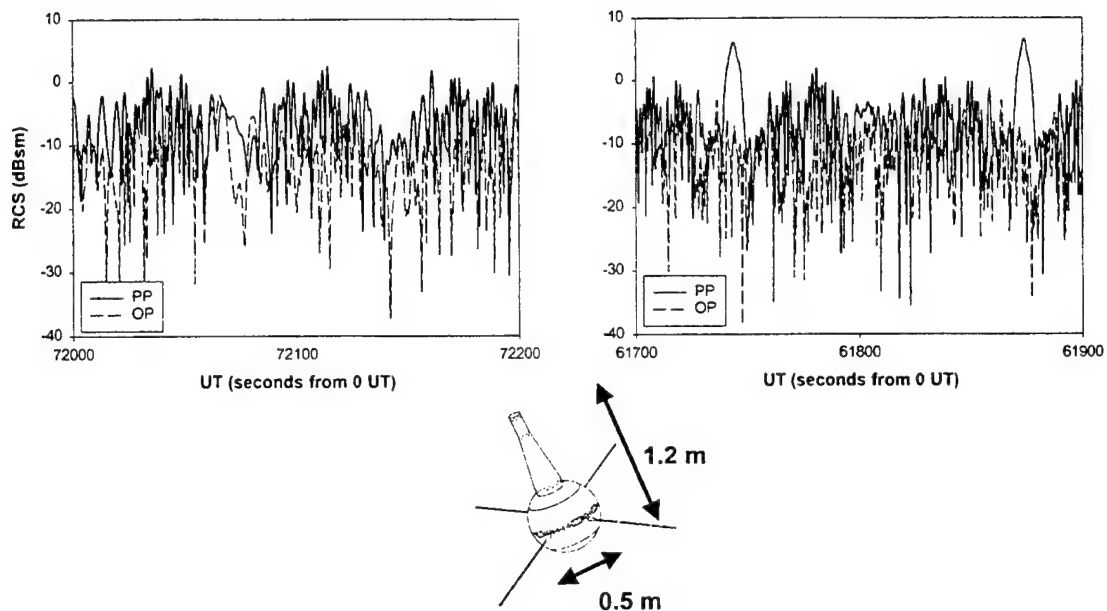 10
0
-10
-20
-30
-40
RCS (dBsm)
PP
OP
72000
72100
72200
UT (seconds from 0 UT)
10
0
-10
-20
-30
-40
PP
OP
61700
61800
61900
UT (seconds from 0 UT)
1.2 m
0.5 m